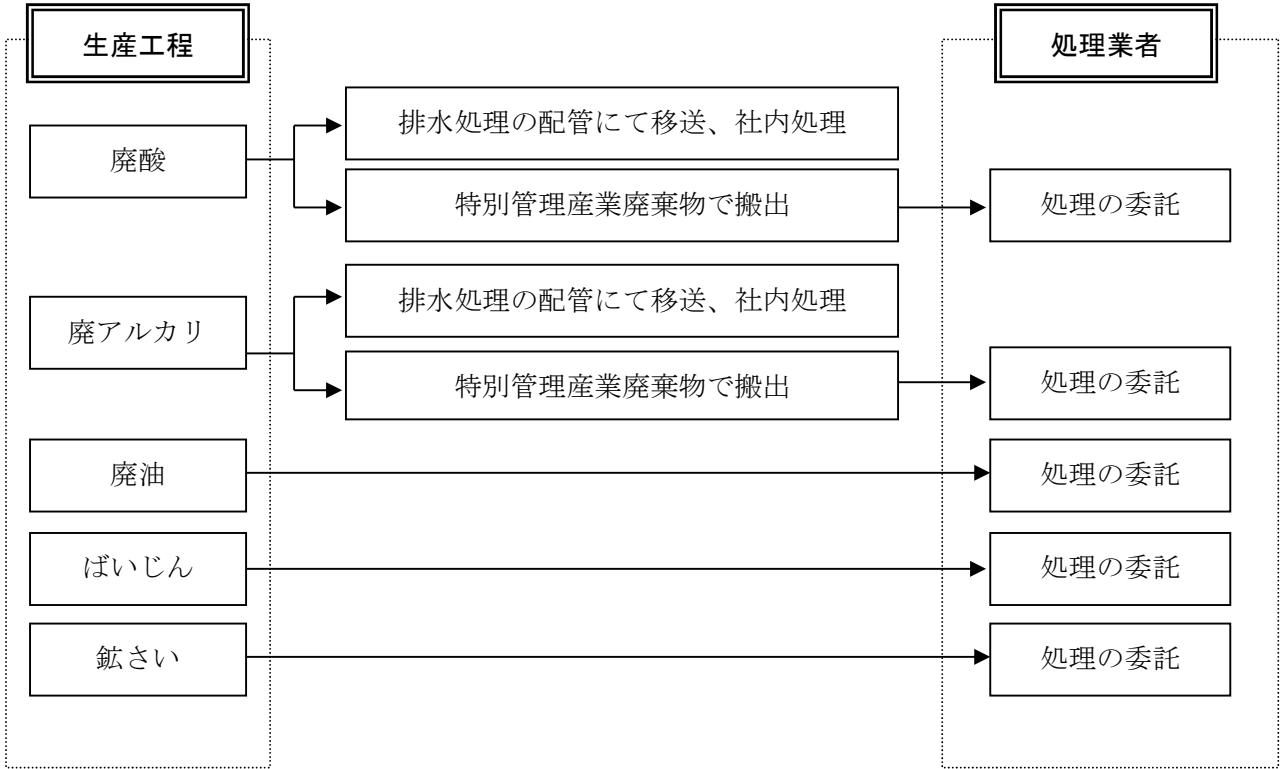 生産工程
処理業者
廃酸
排水処理の配管にて移送、社内処理
特別管理産業廃棄物で搬出
処理の委託
廃アルカリ
排水処理の配管にて移送、社内処理
特別管理産業廃棄物で搬出
処理の委託
廃油
処理の委託
ばいじん
処理の委託
鉱さい
処理の委託